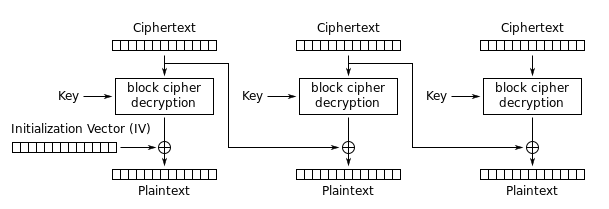 Ciphertext
Ciphertext
Ciphertext
Key
block cipher
decryption
Key
block cipher
decryption
Key
block cipher
decryption
Initialization Vector (IV)
Plaintext
Plaintext
Plaintext